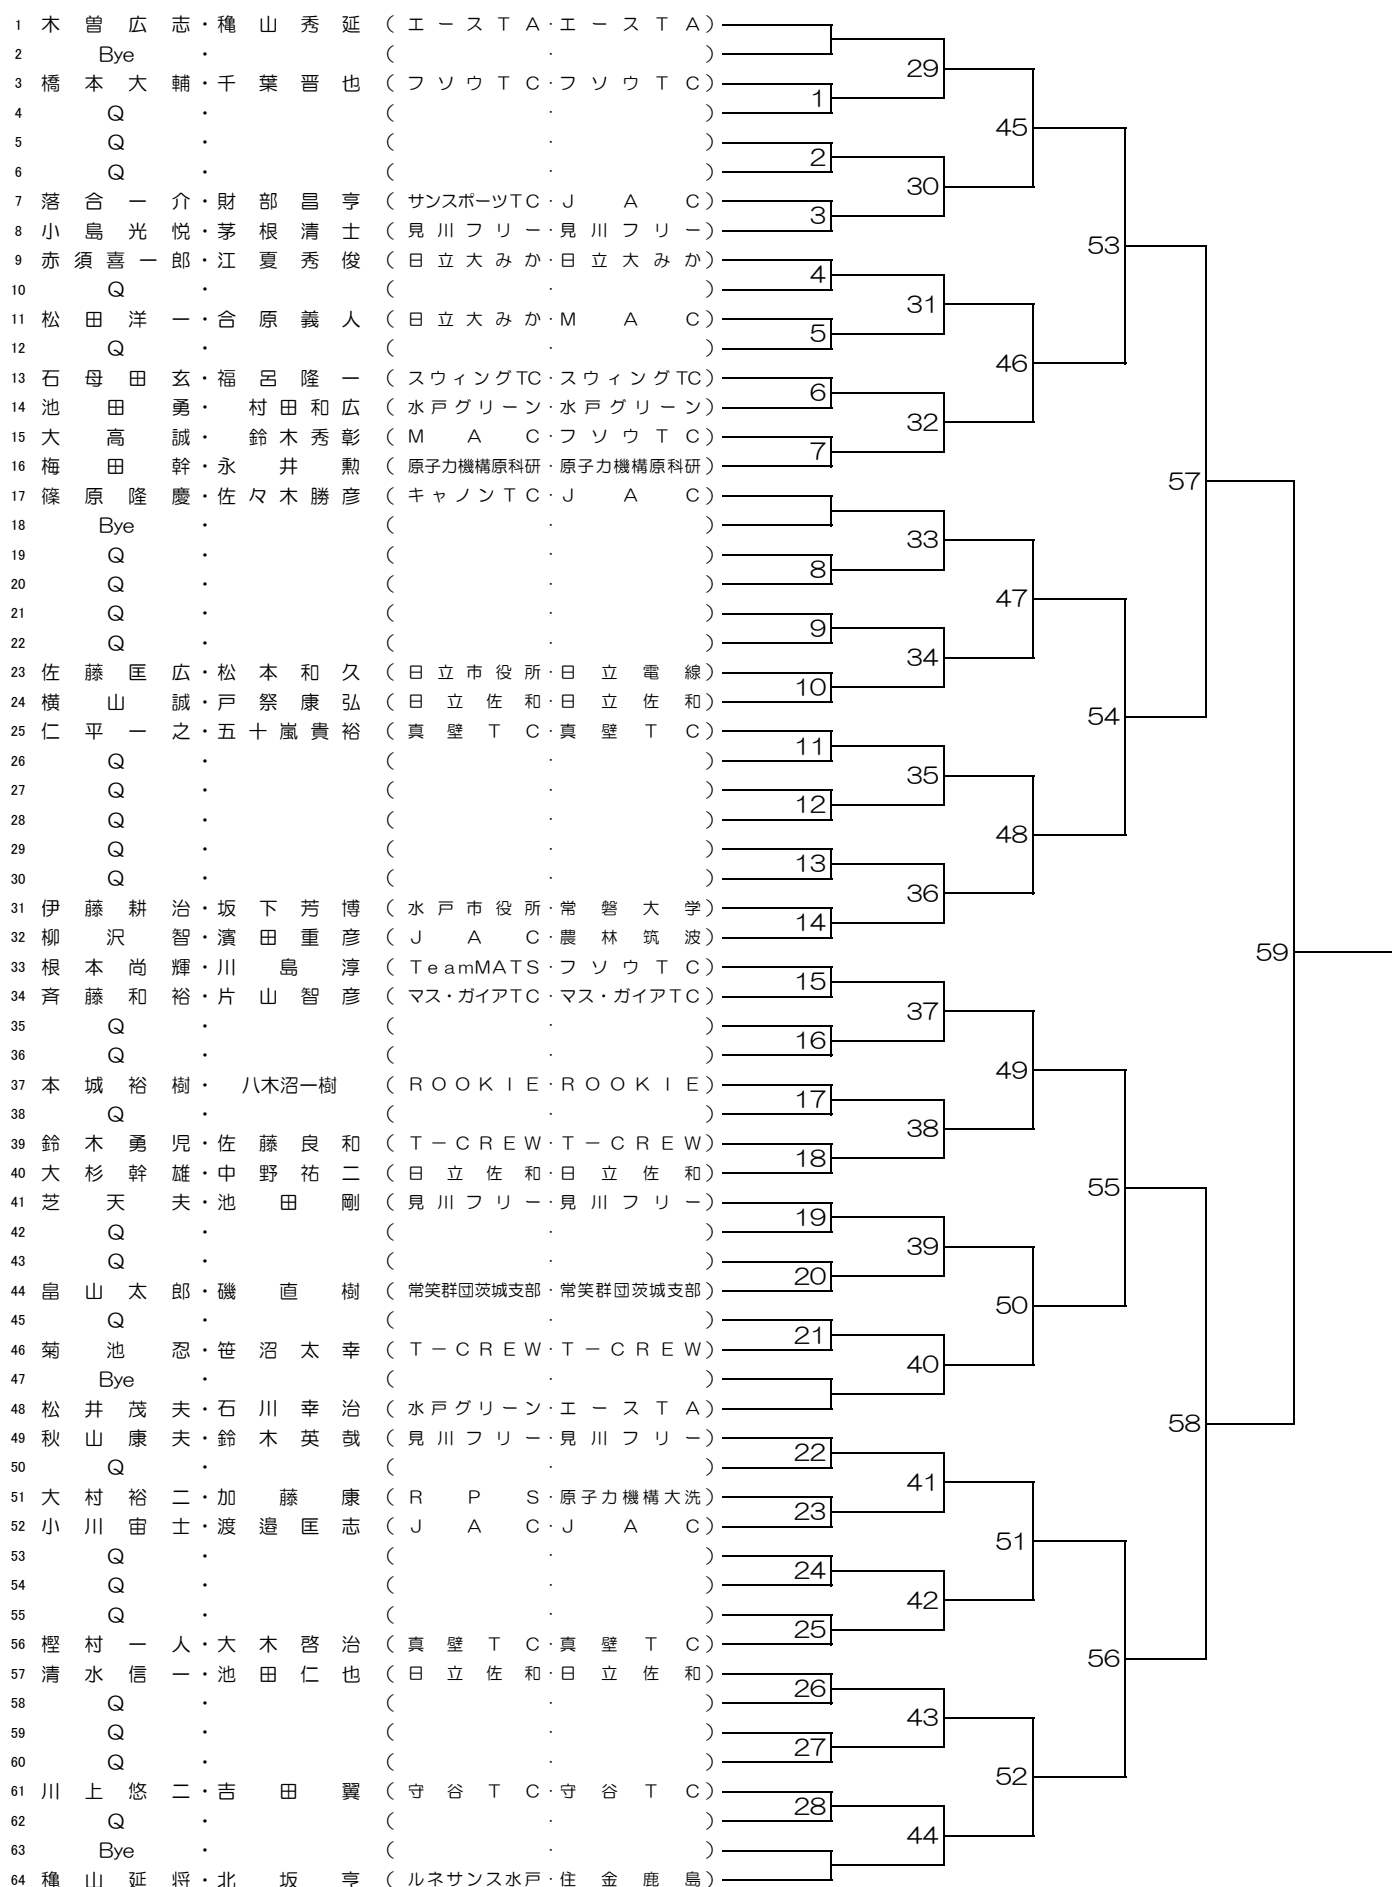 1 木曽広志・穐山秀延 (エースTA・エースTA)
2 Bye ・ ( ・ )
3 橋本大輔・千葉晋也 (フソウTC・フソウTC)
4 Q ・ ( ・ )
5 Q ・ ( ・ )
6 Q ・ ( ・ )
7 落合一介・財部昌亨 (サンスポーツTC・JAC)
8 小島光悦・茅根清士 (見川フリー・見川フリー)
9 赤須喜一郎・江夏秀俊 (日立大みか・日立大みか)
10 Q ・ ( ・ )
11 松田洋一・合原義人 (日立大みか・MAC)
12 Q ・ ( ・ )
13 石母田玄・福呂隆一 (スウィングTC・スウィングTC)
14 池田勇・村田和広 (水戸グリーン・水戸グリーン)
15 大高誠・鈴木秀彰 (MAC・フソウTC)
16 梅田幹・永井勲 (原子力機構原科研・原子力機構原科研)
17 篠原隆慶・佐々木勝彦 (キャノンTC・JAC)
18 Bye ・ ( ・ )
19 Q ・ ( ・ )
20 Q ・ ( ・ )
21 Q ・ ( ・ )
22 Q ・ ( ・ )
23 佐藤匡広・松本和久 (日立市役所・日立電線)
24 横山誠・戸祭康弘 (日立佐和・日立佐和)
25 仁平一之・五十嵐貴裕 (真壁TC・真壁TC)
26 Q ・ ( ・ )
27 Q ・ ( ・ )
28 Q ・ ( ・ )
29 Q ・ ( ・ )
30 Q ・ ( ・ )
31 伊藤耕治・坂下芳博 (水戸市役所・常磐大学)
32 柳沢智・濱田重彦 (JAC・農林筑波)
33 根本尚輝・川島淳 (TeamMATS・フソウTC)
34 斉藤和裕・片山智彦 (マス・ガイアTC・マス・ガイアTC)
35 Q ・ ( ・ )
36 Q ・ ( ・ )
37 本城裕樹・八木沼一樹 (ROOKIE・ROOKIE)
38 Q ・ ( ・ )
39 鈴木勇児・佐藤良和 (T－CREW・T－CREW)
40 大杉幹雄・中野祐二 (日立佐和・日立佐和)
41 芝天夫・池田剛 (見川フリー・見川フリー)
42 Q ・ ( ・ )
43 Q ・ ( ・ )
44 畠山太郎・磯直樹 (常笑群団茨城支部・常笑群団茨城支部)
45 Q ・ ( ・ )
46 菊池忍・笹沼太幸 (T－CREW・T－CREW)
47 Bye ・ ( ・ )
48 松井茂夫・石川幸治 (水戸グリーン・エースTA)
49 秋山康夫・鈴木英哉 (見川フリー・見川フリー)
50 Q ・ ( ・ )
51 大村裕二・加藤康 (RPS・原子力機構大洗)
52 小川宙士・渡邉匡志 (JAC・JAC)
53 Q ・ ( ・ )
54 Q ・ ( ・ )
55 Q ・ ( ・ )
56 樫村一人・大木啓治 (真壁TC・真壁TC)
57 清水信一・池田仁也 (日立佐和・日立佐和)
58 Q ・ ( ・ )
59 Q ・ ( ・ )
60 Q ・ ( ・ )
61 川上悠二・吉田翼 (守谷TC・守谷TC)
62 Q ・ ( ・ )
63 Bye ・ ( ・ )
64 穐山延将・北坂亨 (ルネサンス水戸・住金鹿島)
1
2
3
4
5
6
7
8
9
10
11
12
13
14
15
16
17
18
19
20
21
22
23
24
25
26
27
28
29
30
31
32
33
34
35
36
37
38
39
40
41
42
43
44
45
46
47
48
49
50
51
52
53
54
55
56
57
58
59